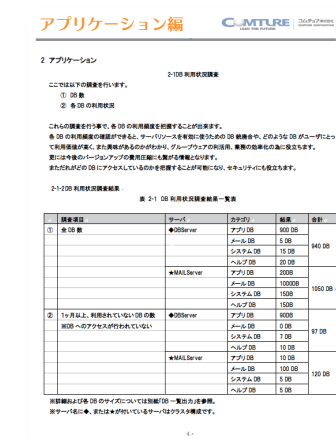 アプリケーション編
COMTURE
LEAD THE FUTURE
2 アプリケーション
2-1DB 利用状況調査
ここでは以下の調査を行います。
① DB 数
② 各 DB の利用状況
これらの調査を行う事で、各 DB の利用頻度を把握することが出来ます。
各 DB の利用頻度の確認ができると、サーバリソースを有効に使うための DB 統廃合や、どのような DB がユーザにとっ
て利用価値が高く、また興味があるのかがわかり、グループウェアの利活用、業務の効率化の為に役立ちます。
更には今後のバージョンアップの費用圧縮にも繋がる情報となります。
まただれがどの DB にアクセスしているのかを把握することが可能になり、セキュリティにも役立ちます。
2-1-2DB 利用状況調査結果
表 2-1 DB 利用状況調査結果一覧表
調査項目 サーバ カテゴリ 結果 合計
① 全 DB 数 ◆DBServer アプリ DB 900 DB 940 DB
メール DB 5 DB
システム DB 15 DB
ヘルプ DB 20 DB
★MAILServer アプリ DB 20DB 1050 DB
メール DB 1000DB
システム DB 15DB
ヘルプ DB 15DB
② 1ヶ月以上、利用されていない DB の数 ◆DBServer アプリ DB 90DB 97 DB
※DB へのアクセスが行われていない メール DB 0 DB
システム DB 7 DB
ヘルプ DB 10 DB
★MAILServer アプリ DB 10 DB 120 DB
メール DB 100 DB
システム DB 5 DB
ヘルプ DB 5 DB
※詳細および各 DB のサイズについては別紙「DB 一覧出力」を参照。
※サーバ名に◆、または★が付いているサーバはクラスタ構成です。
4 -